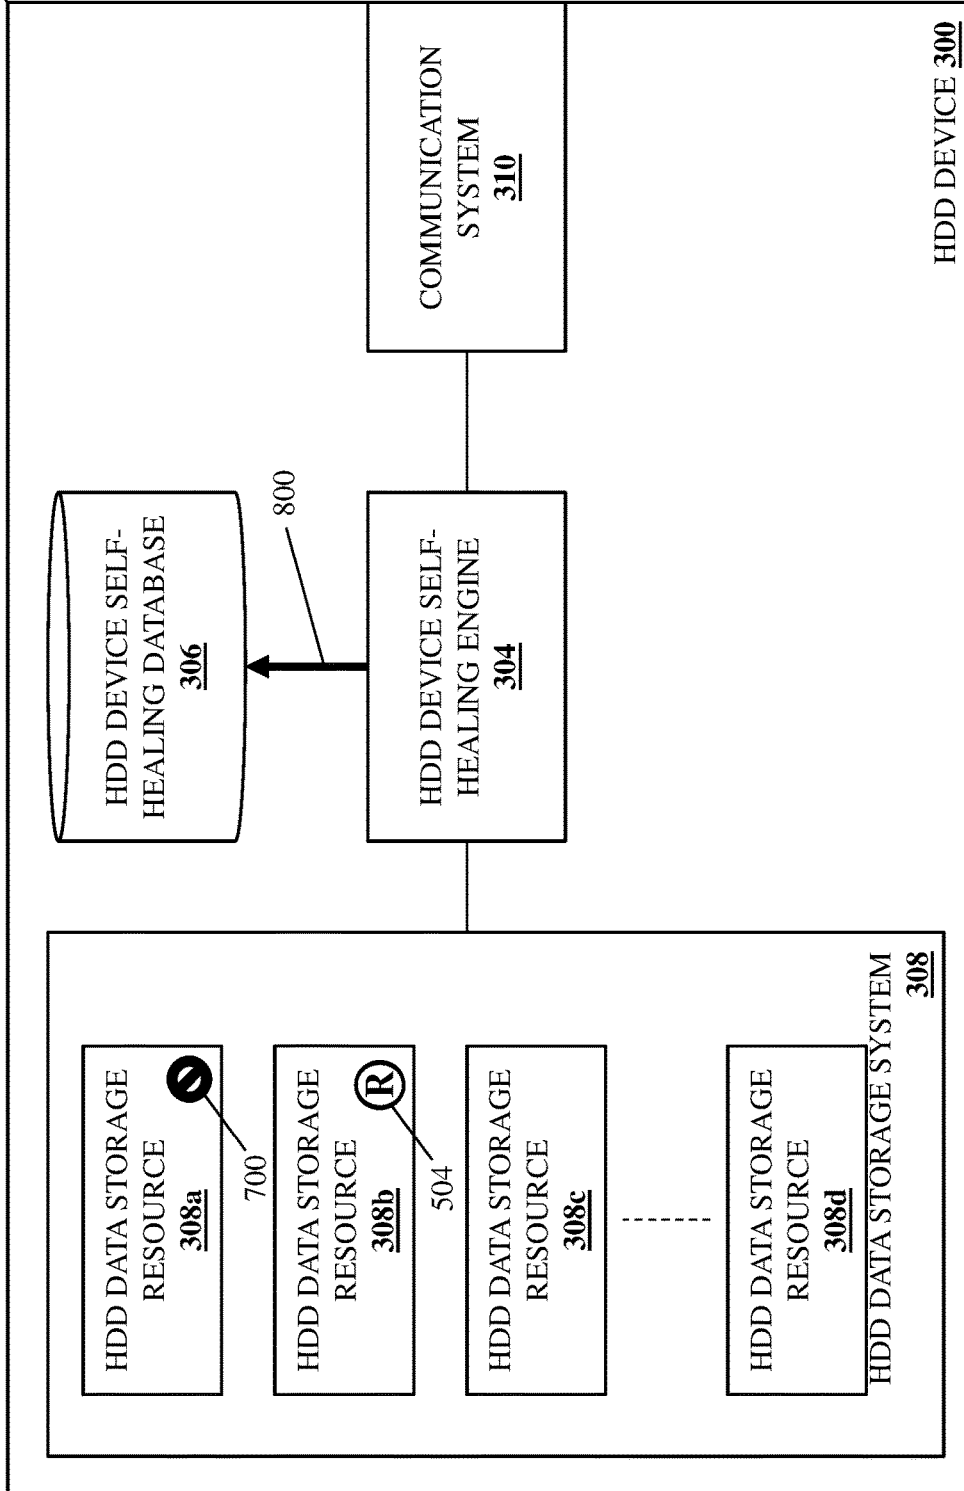 HDD DEVICE 300
HDD DATA STORAGE
RESOURCE
308a
700
HDD DATA STORAGE
RESOURCE
308b
R
504
HDD DATA STORAGE
RESOURCE
308c
HDD DATA STORAGE
RESOURCE
308d
HDD DATA STORAGE SYSTEM
308
HDD DEVICE SELF-
HEALING DATABASE
306
800
HDD DEVICE SELF-
HEALING ENGINE
304
COMMUNICATION
SYSTEM
310